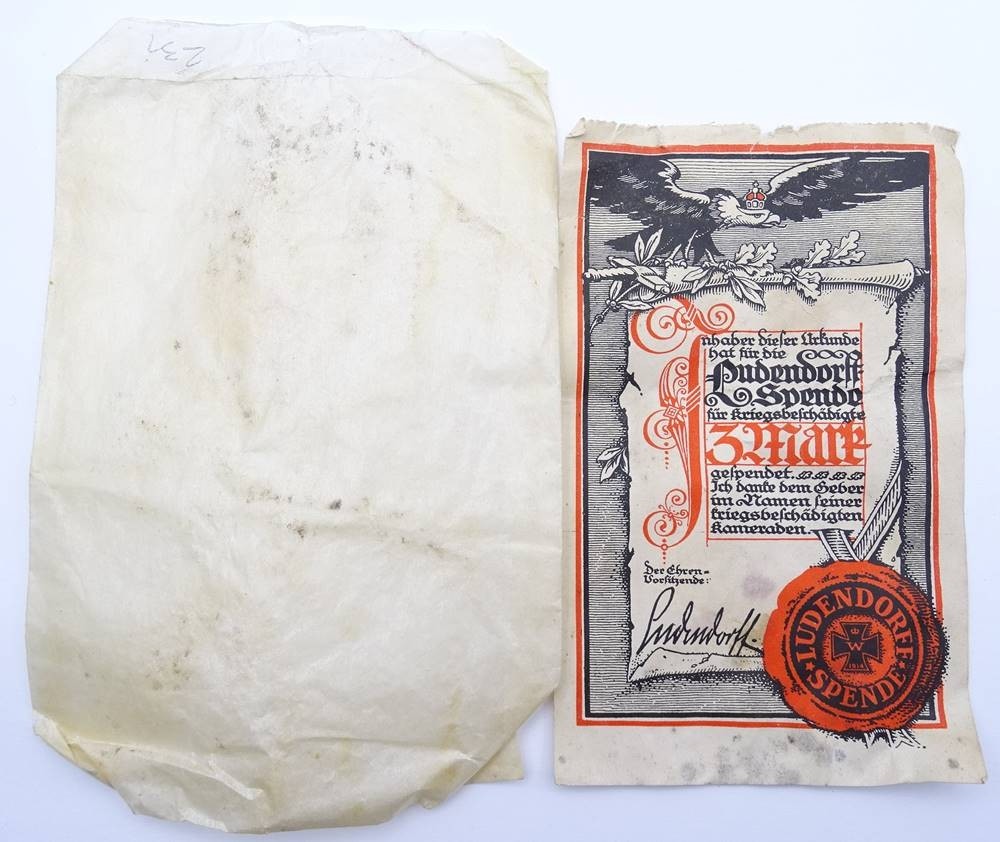 231
Inhaber dieser Urkunde
hat für die
Ludendorff-
Spende
für Kriegsbeschädigte
3 Mark
gespendet.
Ich danke dem Geber
im Namen seiner
kriegsbeschädigten
Kameraden.
Der Ehren-
Vorsitzende:
Ludendorff.
LUDENDORFF
SPENDE
W
1914